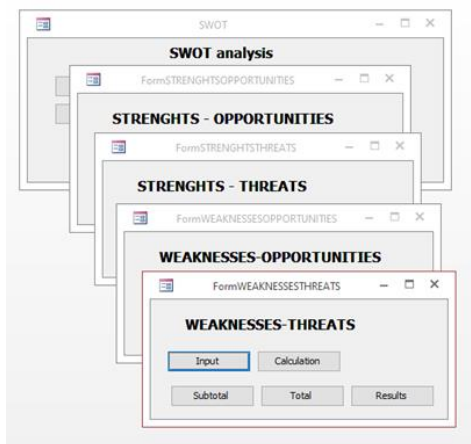 SWOT
SWOT analysis
FormSTRENGHTSOPPORTUNITIES
STRENGHTS - OPPORTUNITIES
FormSTRENGHTSTHREATS
STRENGHTS - THREATS
FormWEAKNESSESOPPORTUNITIES
WEAKNESSES-OPPORTUNITIES
FormWEAKNESSESTHREATS
WEAKNESSES-THREATS
Input Calculation
Subtotal Total Results